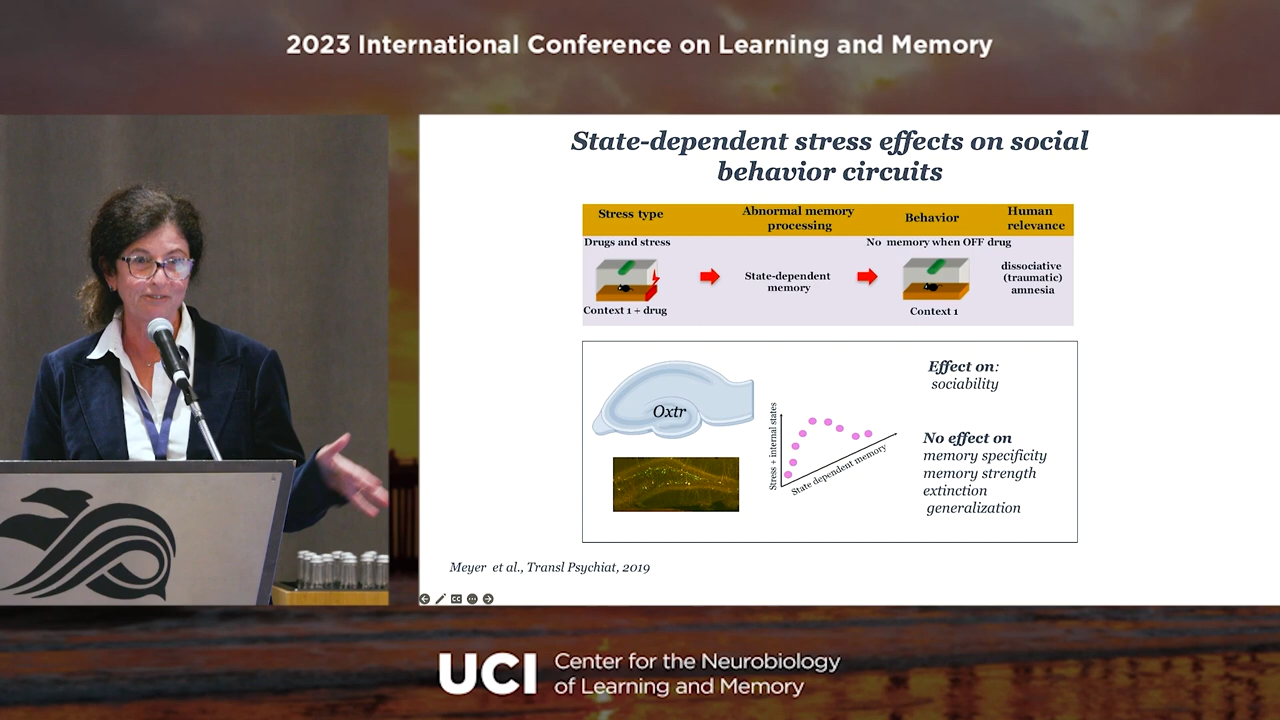 2023 International Conference on Learning and Memory
State-dependent stress effects on social
behavior circuits
Stress type
Abnormal memory
processing
Behavior
Human
relevance
Drugs and stress
No memory when OFF drug
State-dependent
memory
dissociative
(traumatic)
amnesia
Context 1 + drug
Context 1
Oxtr
Stress + internal states
State dependent memory
Effect on:
sociability
No effect on
memory specificity
memory strength
extinction
generalization
Meyer et al., Transl Psychiat, 2019
UCI
Center for the Neurobiology
of Learning and Memory